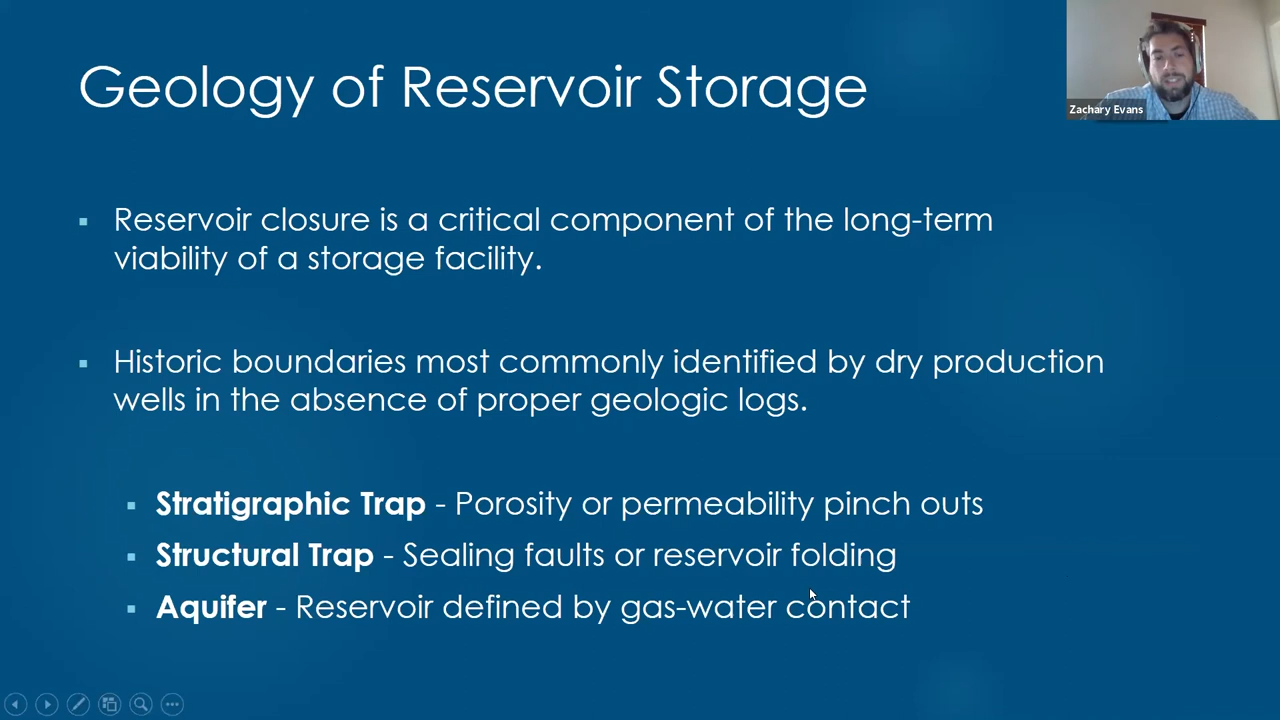 Geology of Reservoir Storage
Zachary Evans
▪ Reservoir closure is a critical component of the long-term
viability of a storage facility.
▪ Historic boundaries most commonly identified by dry production
wells in the absence of proper geologic logs.
▪ Stratigraphic Trap - Porosity or permeability pinch outs
▪ Structural Trap - Sealing faults or reservoir folding
▪ Aquifer - Reservoir defined by gas-water contact